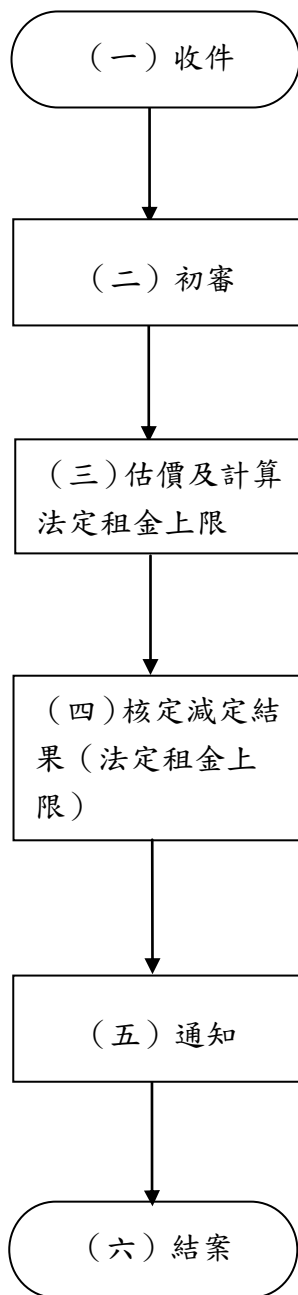 （一）收件
（二）初審
（三）估價及計算
法定租金上限
（四）核定減定結
果（法定租金上
限）
（五）通知
（六）結案